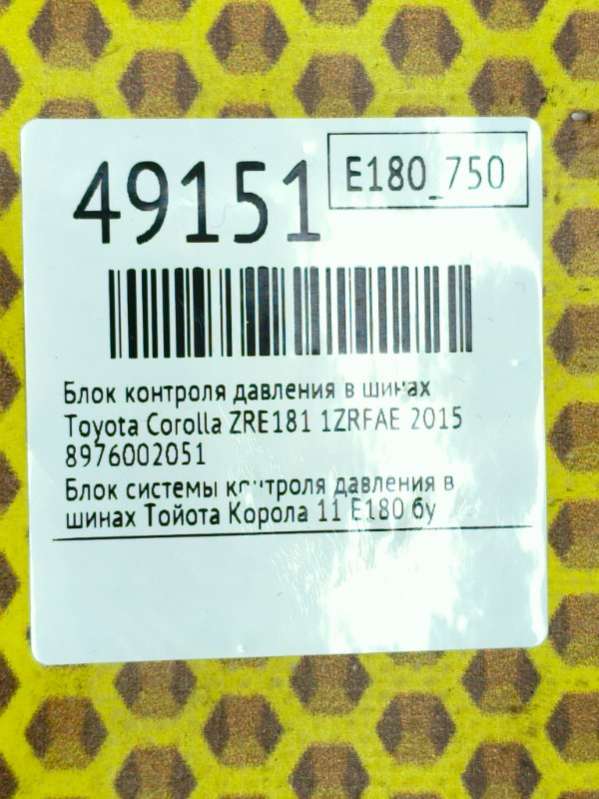 49151
E180_750
Блок контроля давления в шинах
Toyota Corolla ZRE181 1ZRFAE 2015
8976002051
Блок системы контроля давления в
шинах Тойота Корола 11 Е180 бу